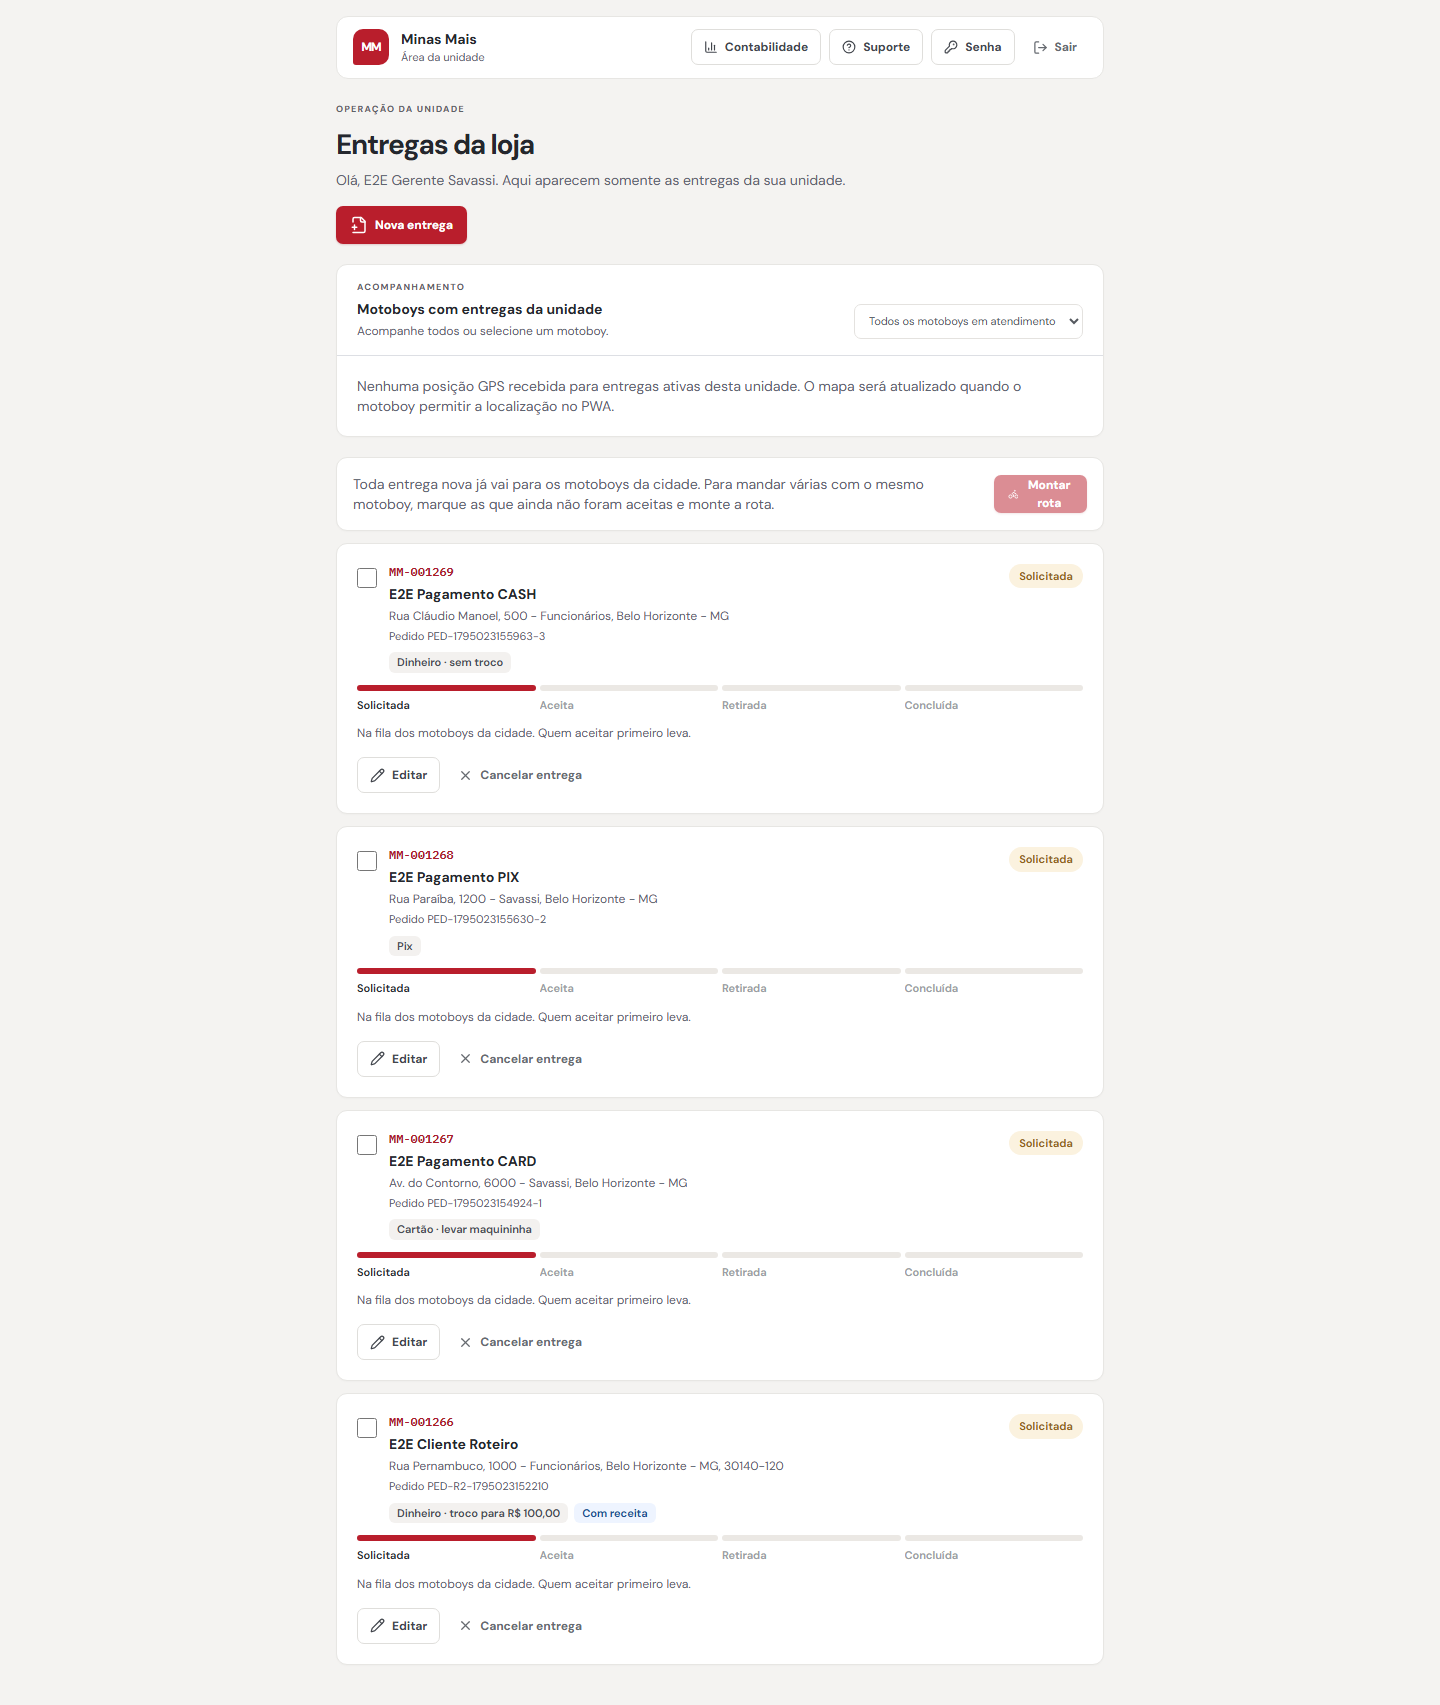 MM
Minas Mais
Área da unidade
Contabilidade
Suporte
Senha
Sair
OPERAÇÃO DA UNIDADE
Entregas da loja
Olá, E2E Gerente Savassi. Aqui aparecem somente as entregas da sua unidade.
Nova entrega
ACOMPANHAMENTO
Motoboys com entregas da unidade
Acompanhe todos ou selecione um motoboy.
Todos os motoboys em atendimento
Nenhuma posição GPS recebida para entregas ativas desta unidade. O mapa será atualizado quando o
motoboy permitir a localização no PWA.
Toda entrega nova já vai para os motoboys da cidade. Para mandar várias com o mesmo
motoboy, marque as que ainda não foram aceitas e monte a rota.
Montar
rota
MM-001269
Solicitada
E2E Pagamento CASH
Rua Cláudio Manoel, 500 - Funcionários, Belo Horizonte - MG
Pedido PED-1795023155963-3
Dinheiro · sem troco
Solicitada
Aceita
Retirada
Concluída
Na fila dos motoboys da cidade. Quem aceitar primeiro leva.
Editar
Cancelar entrega
MM-001268
Solicitada
E2E Pagamento PIX
Rua Paraíba, 1200 - Savassi, Belo Horizonte - MG
Pedido PED-1795023155630-2
Pix
Solicitada
Aceita
Retirada
Concluída
Na fila dos motoboys da cidade. Quem aceitar primeiro leva.
Editar
Cancelar entrega
MM-001267
Solicitada
E2E Pagamento CARD
Av. do Contorno, 6000 - Savassi, Belo Horizonte - MG
Pedido PED-1795023154924-1
Cartão · levar maquininha
Solicitada
Aceita
Retirada
Concluída
Na fila dos motoboys da cidade. Quem aceitar primeiro leva.
Editar
Cancelar entrega
MM-001266
Solicitada
E2E Cliente Roteiro
Rua Pernambuco, 1000 - Funcionários, Belo Horizonte - MG, 30140-120
Pedido PED-R2-1795023152210
Dinheiro · troco para R$ 100,00
Com receita
Solicitada
Aceita
Retirada
Concluída
Na fila dos motoboys da cidade. Quem aceitar primeiro leva.
Editar
Cancelar entrega